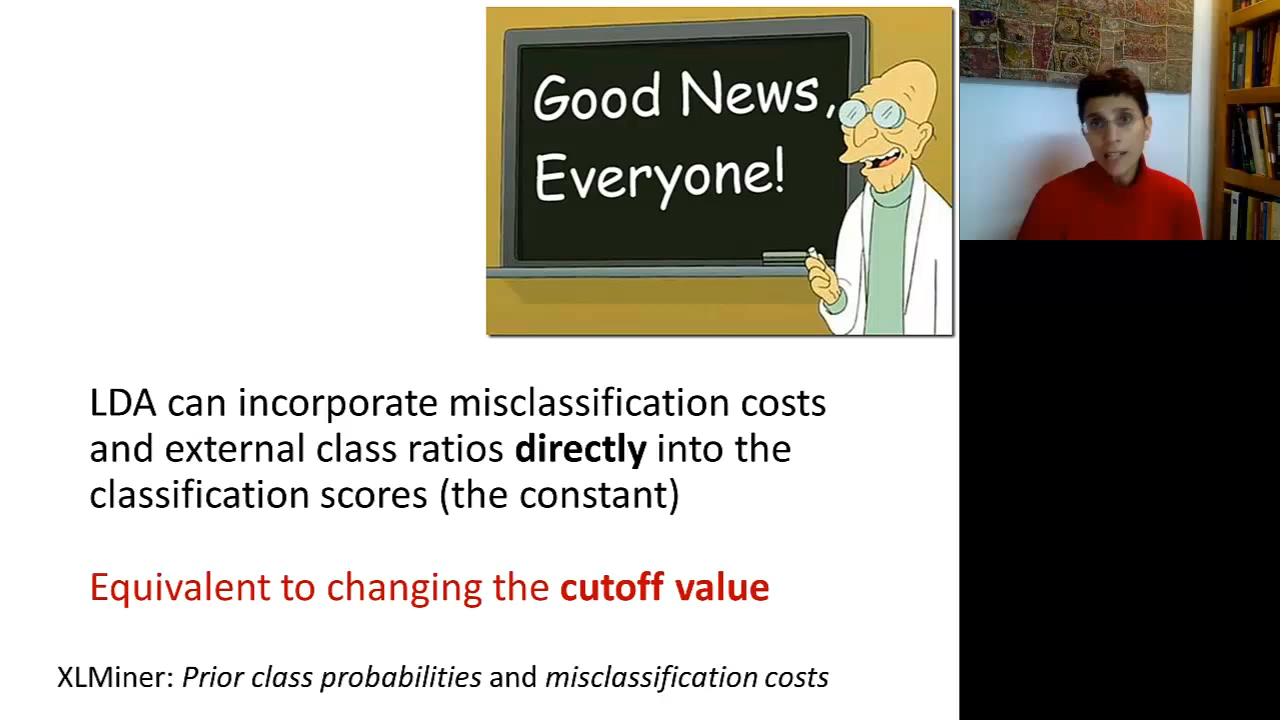 Good News,
Everyone!
LDA can incorporate misclassification costs
and external class ratios directly into the
classification scores (the constant)
Equivalent to changing the cutoff value
XLMiner: Prior class probabilities and misclassification costs